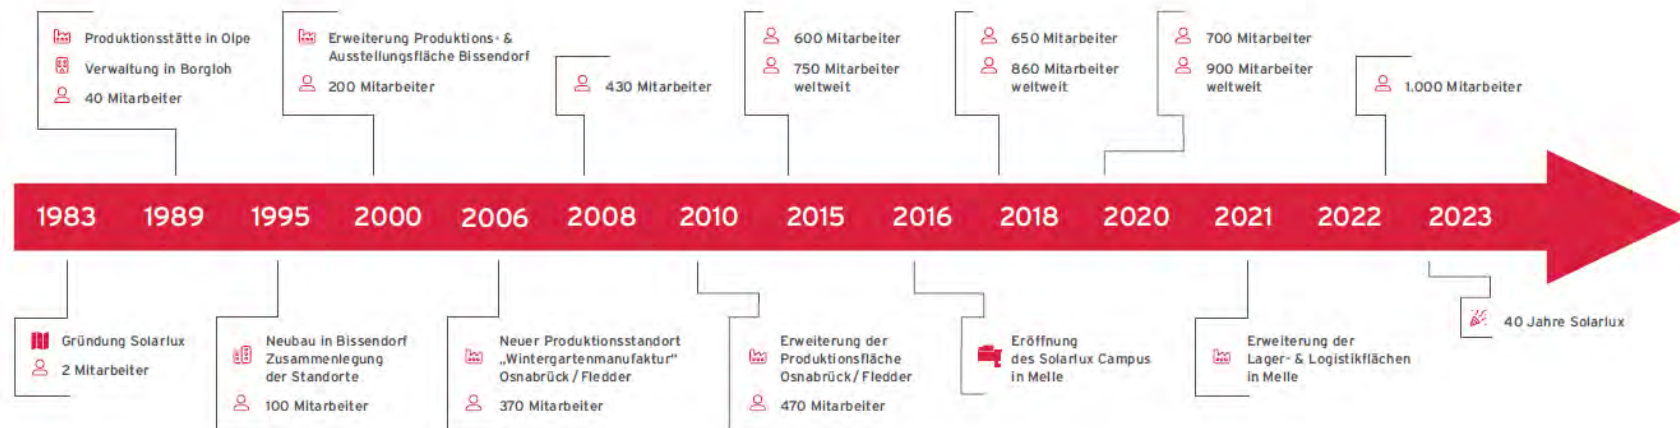 Produktionsstätte in Olpe
Verwaltung in Borgloh
40 Mitarbeiter
Erweiterung Produktions- &
Ausstellungsfläche Bissendorf
200 Mitarbeiter
430 Mitarbeiter
600 Mitarbeiter
750 Mitarbeiter
weltweit
650 Mitarbeiter
860 Mitarbeiter
weltweit
700 Mitarbeiter
900 Mitarbeiter
weltweit
1.000 Mitarbeiter
1983 1989 1995 2000 2006 2008 2010 2015 2016 2018 2020 2021 2022 2023
Gründung Solarlux
2 Mitarbeiter
Neubau in Bissendorf
Zusammenlegung
der Standorte
100 Mitarbeiter
Neuer Produktionsstandort
„Wintergartenmanufaktur"
Osnabrück / Fledder
370 Mitarbeiter
Erweiterung der
Produktionsfläche
Osnabrück / Fledder
470 Mitarbeiter
Eröffnung
des Solarlux Campus
in Melle
Erweiterung der
Lager- & Logistikflächen
in Melle
40 Jahre Solarlux